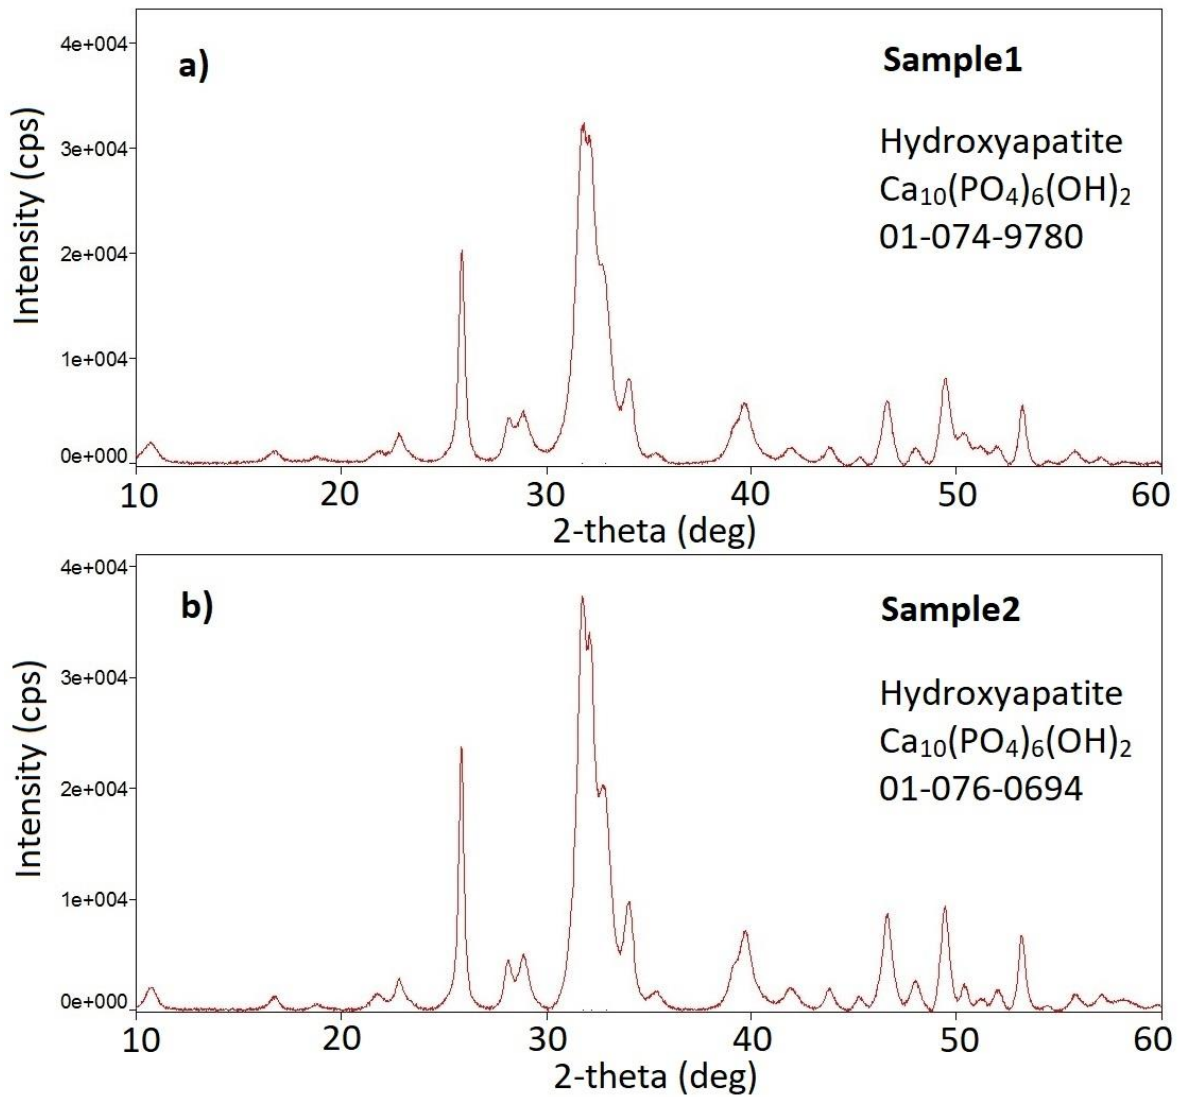 a)
Sample1
Hydroxyapatite
Ca₁₀(PO₄)₆(OH)₂
01-074-9780
Intensity (cps)
4e+004
3e+004
2e+004
1e+004
0e+000
10 20 30 40 50 60
2-theta (deg)
b)
Sample2
Hydroxyapatite
Ca₁₀(PO₄)₆(OH)₂
01-076-0694
Intensity (cps)
4e+004
3e+004
2e+004
1e+004
0e+000
10 20 30 40 50 60
2-theta (deg)